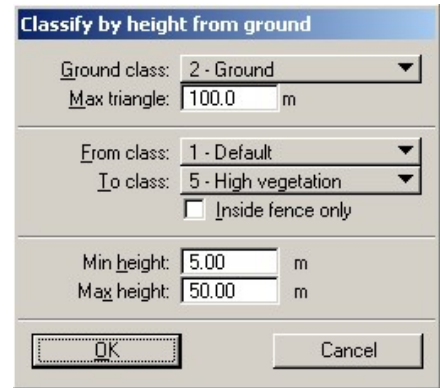 Classify by height from ground
Ground class: 2 - Ground
Max triangle: 100.0 m
From class: 1 - Default
To class: 5 - High vegetation
Inside fence only
Min height: 5.00 m
Max height: 50.00 m
OK Cancel